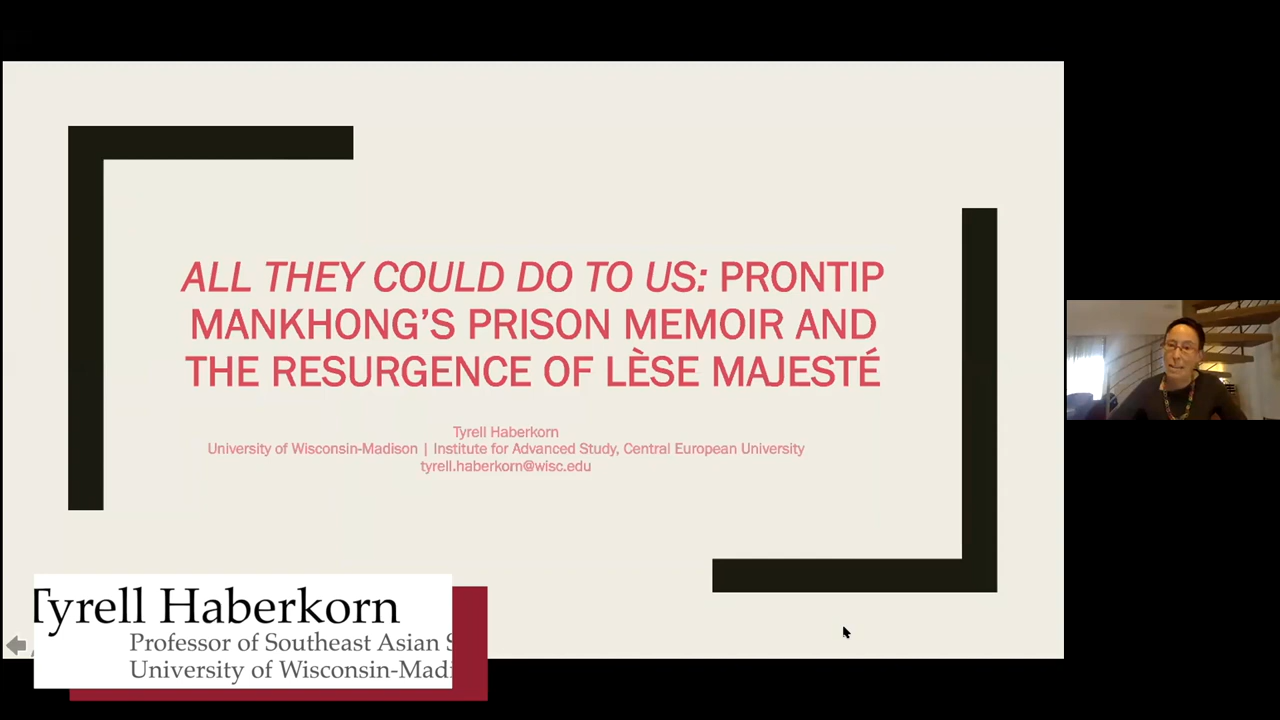 ALL THEY COULD DO TO US: PRONTIP
MANKHONG'S PRISON MEMOIR AND
THE RESURGENCE OF LÈSE MAJESTÉ
Tyrell Haberkorn
University of Wisconsin-Madison | Institute for Advanced Study, Central European University
tyrell.haberkorn@wisc.edu
Tyrell Haberkorn
Professor of Southeast Asian S
University of Wisconsin-Madi